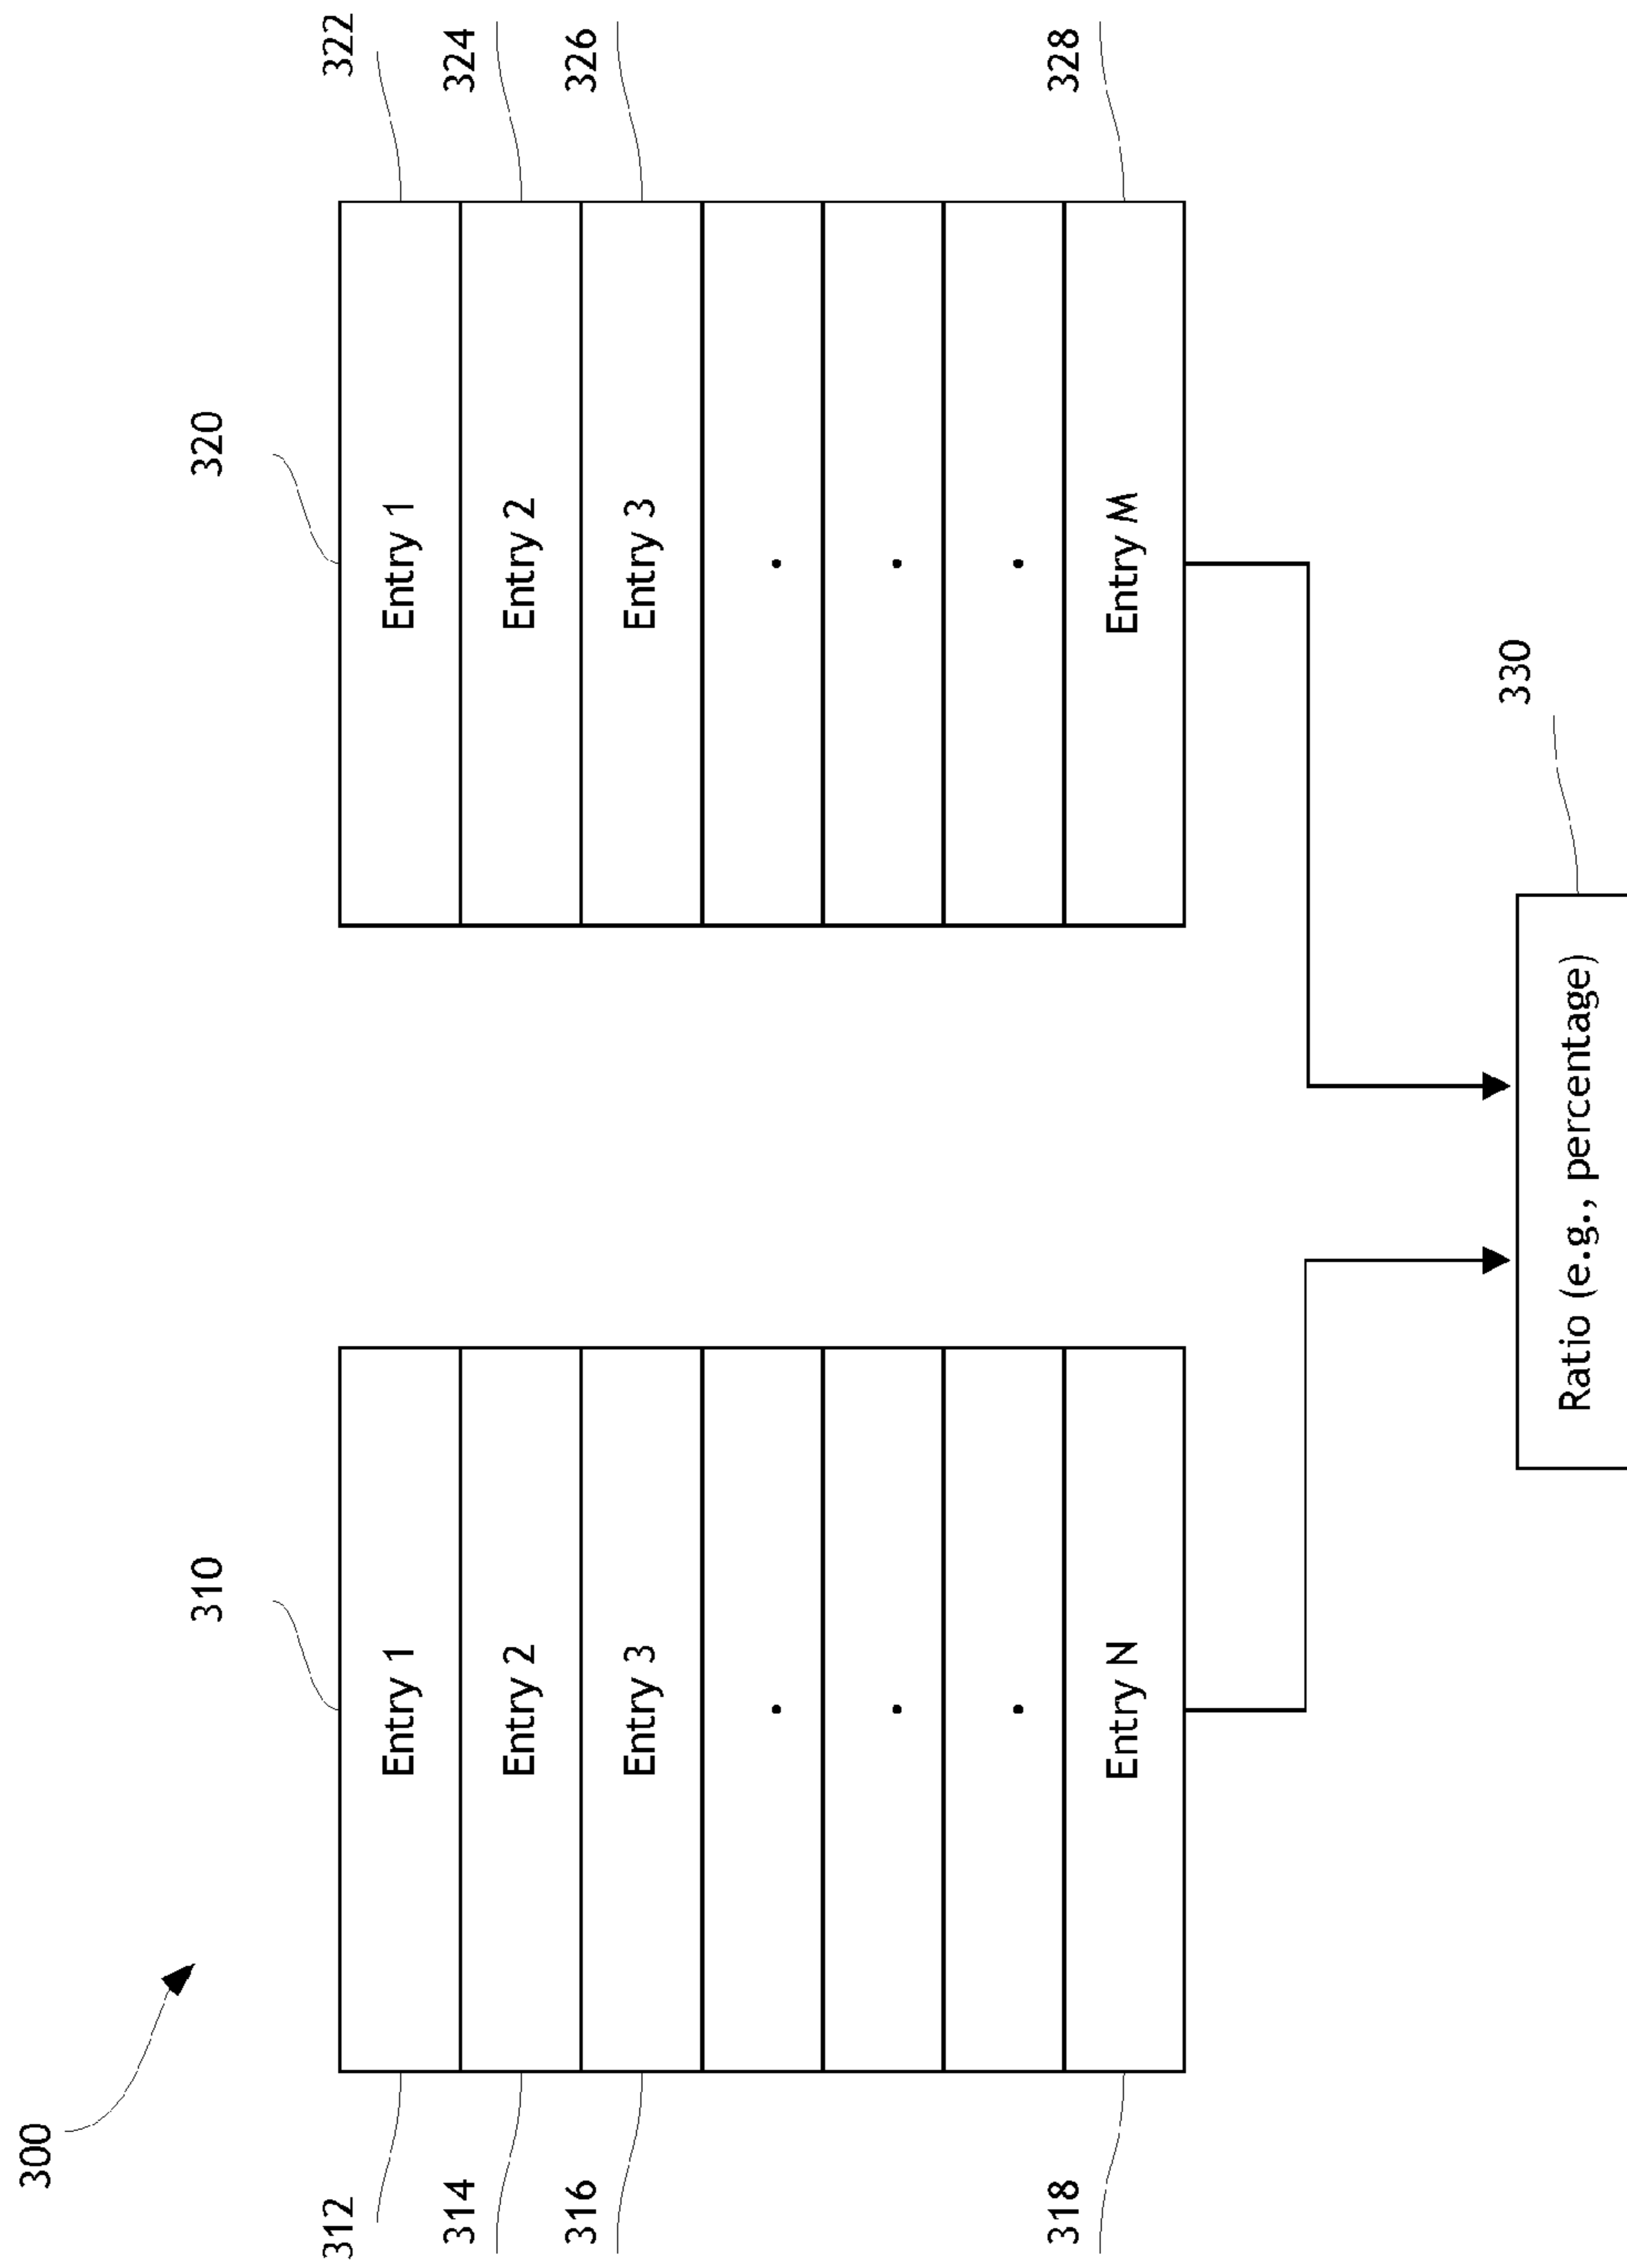 300
310
320
312
Entry 1
Entry 1
322
314
Entry 2
Entry 2
324
316
Entry 3
Entry 3
326
.
.
.
.
.
.
318
Entry N
Entry M
328
330
Ratio (e.g., percentage)